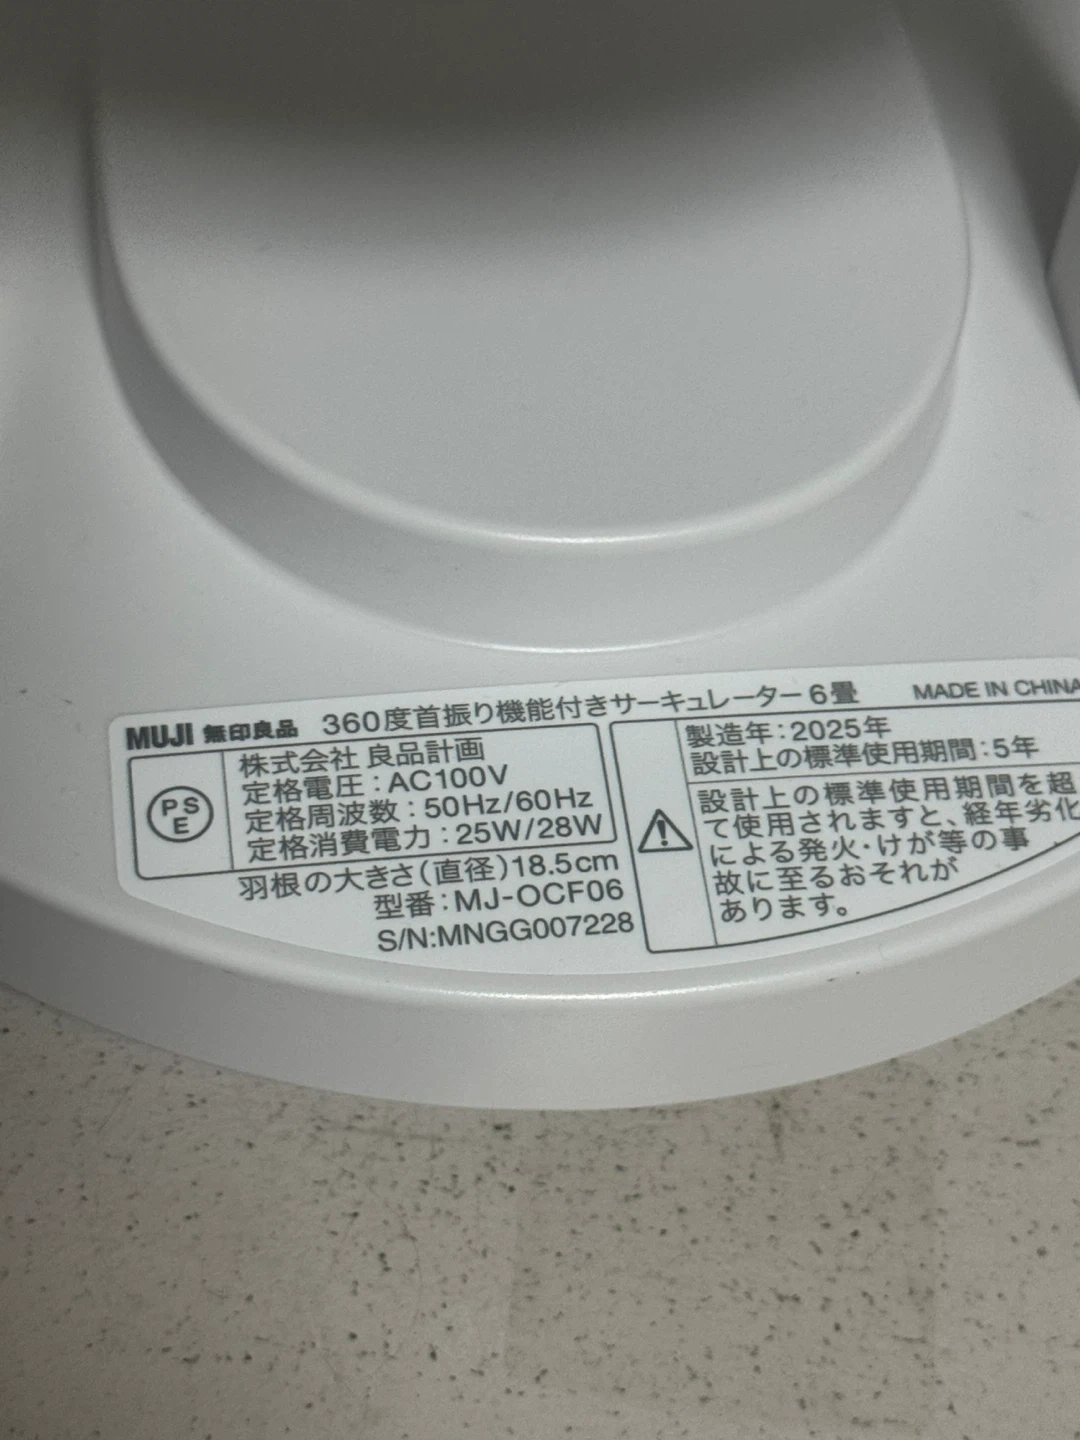 MUJI 無印良品 360度首振り機能付きサーキュレーター 6畳 MADE IN CHINA
PS
E
株式会社 良品計画
定格電圧:AC100V
定格周波数:50Hz/60Hz
定格消費電力:25W/28W
羽根の大きさ(直径)18.5cm
型番:MJ-OCF06
S/N:MNGG007228
製造年:2025年
設計上の標準使用期間:5年
設計上の標準使用期間を超
て使用されますと、経年劣化
による発火・けが等の事
故に至るおそれが
あります。